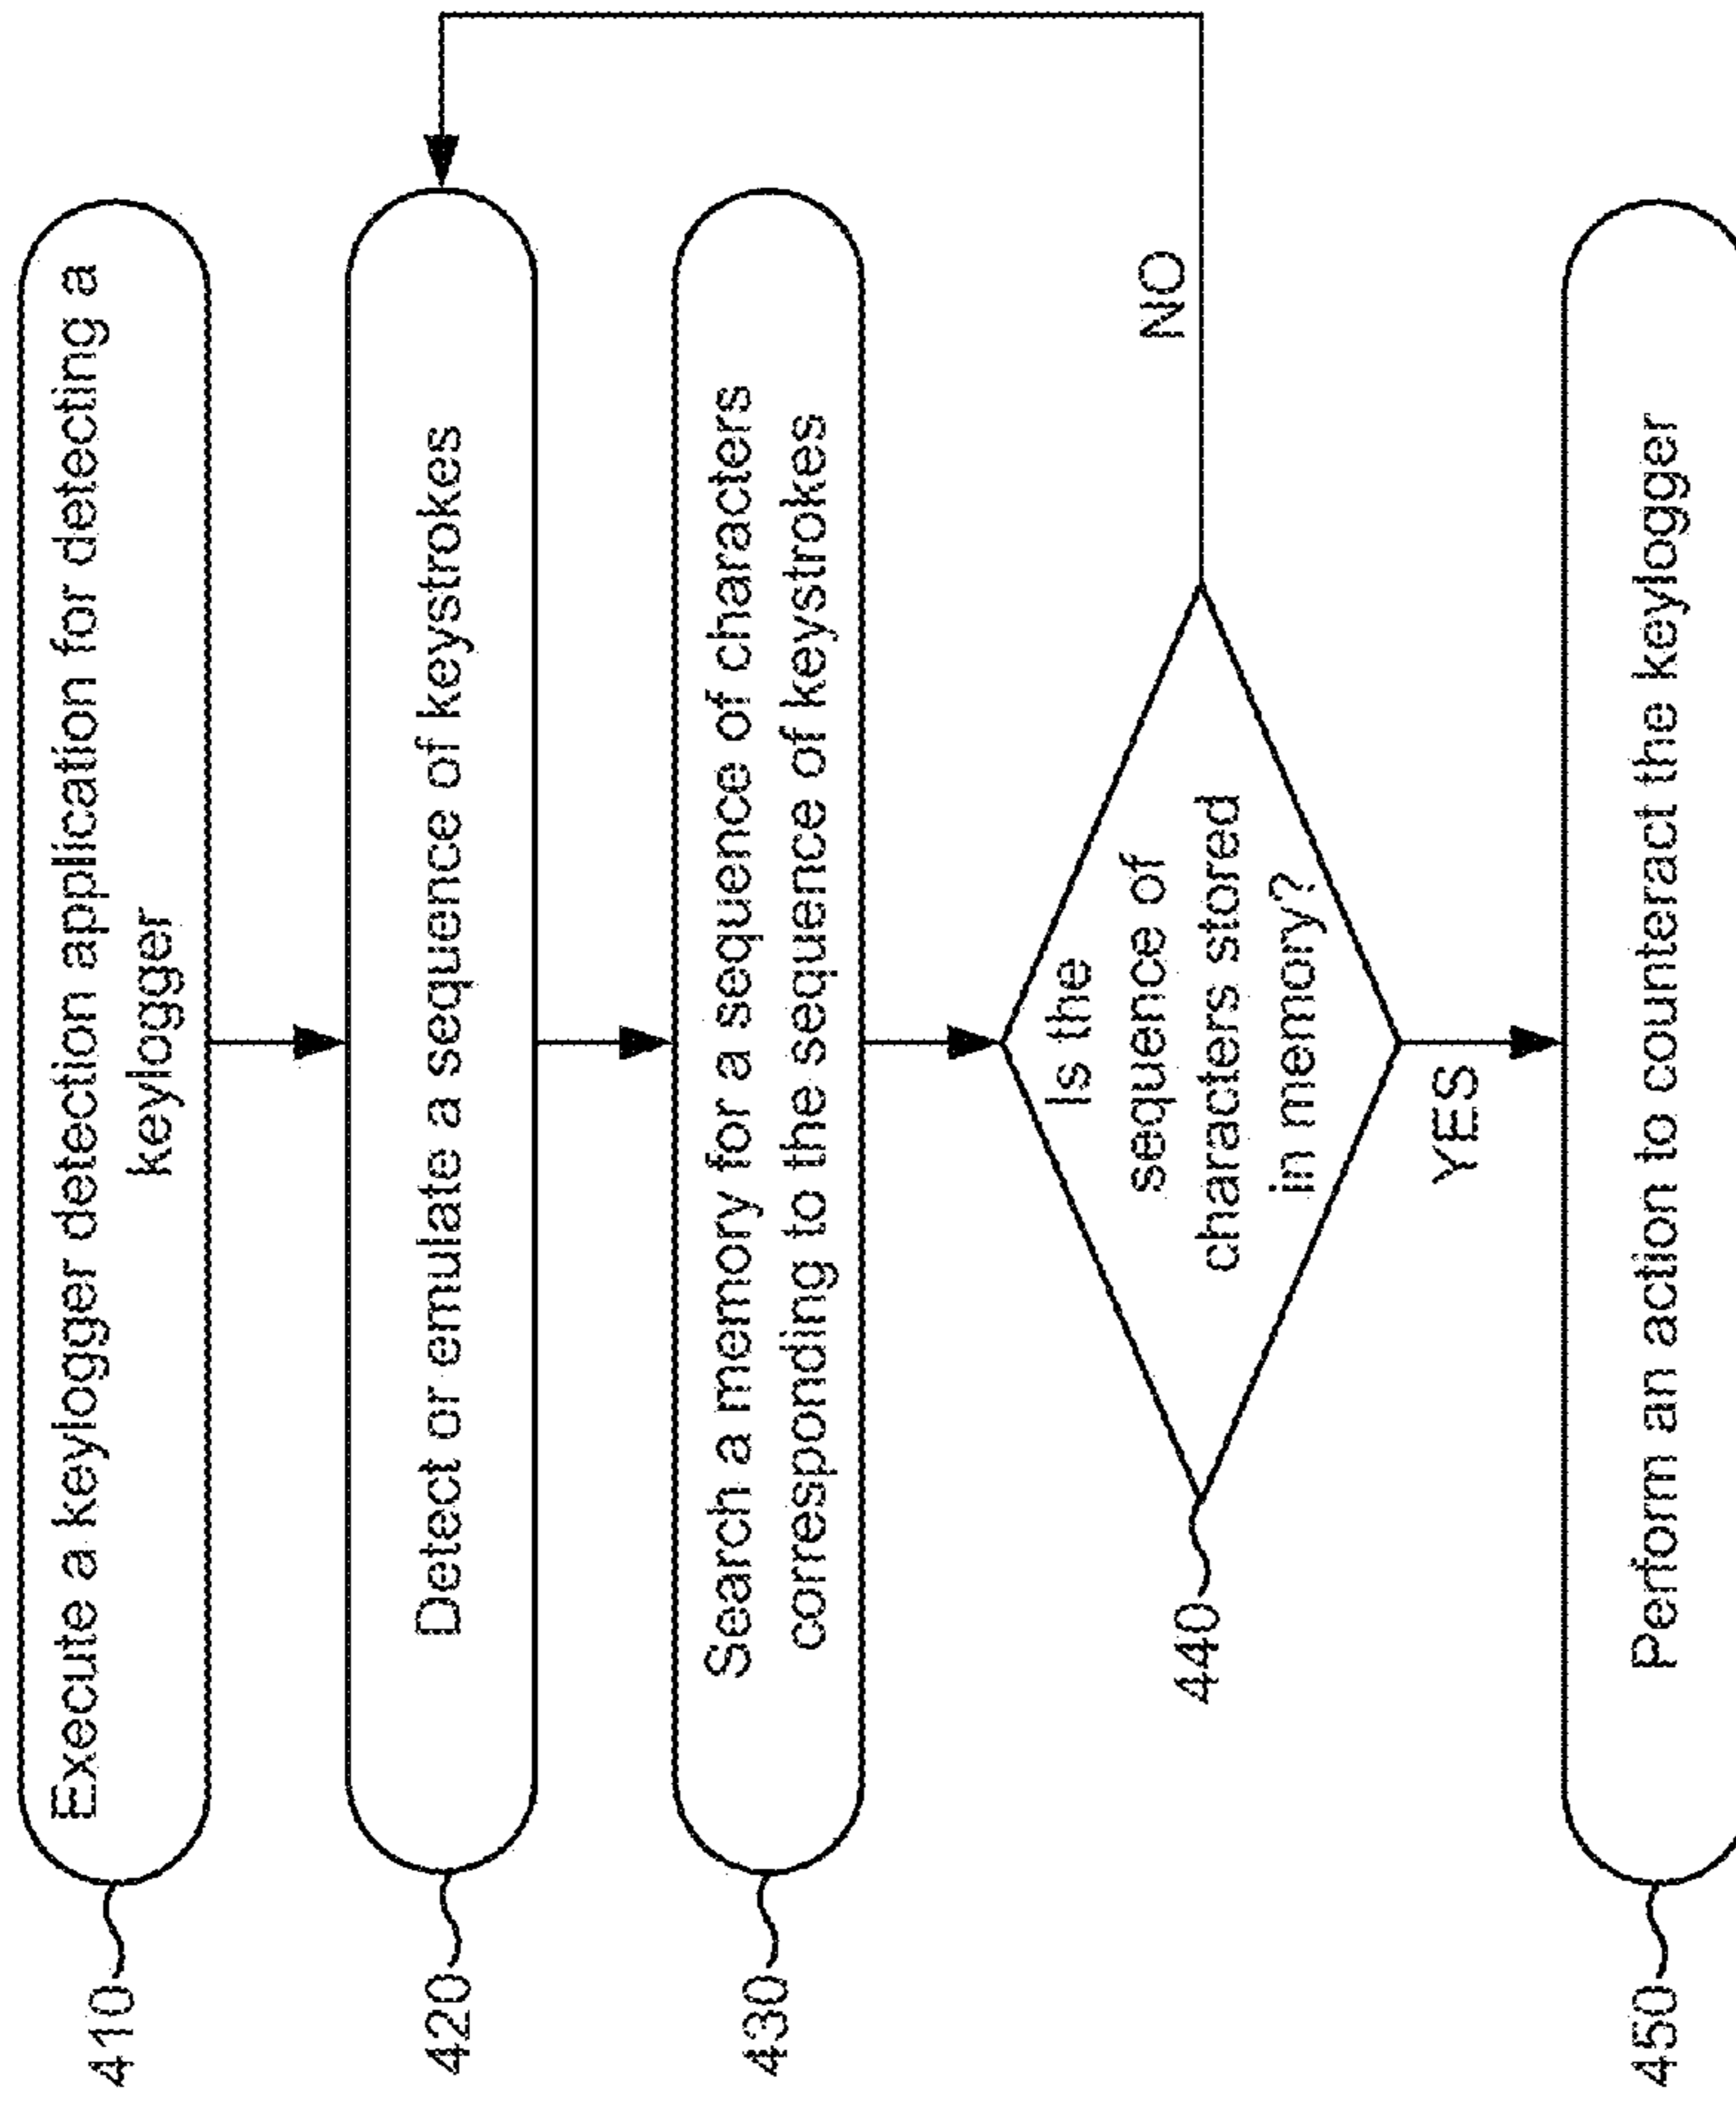 410
Execute a keylogger detection application for detecting a
keylogger
420
Detect or emulate a sequence of keystrokes
430
Search a memory for a sequence of characters
corresponding to the sequence of keystrokes
440
Is the
sequence of
characters stored
in memory?
NO
YES
450
Perform an action to counteract the keylogger